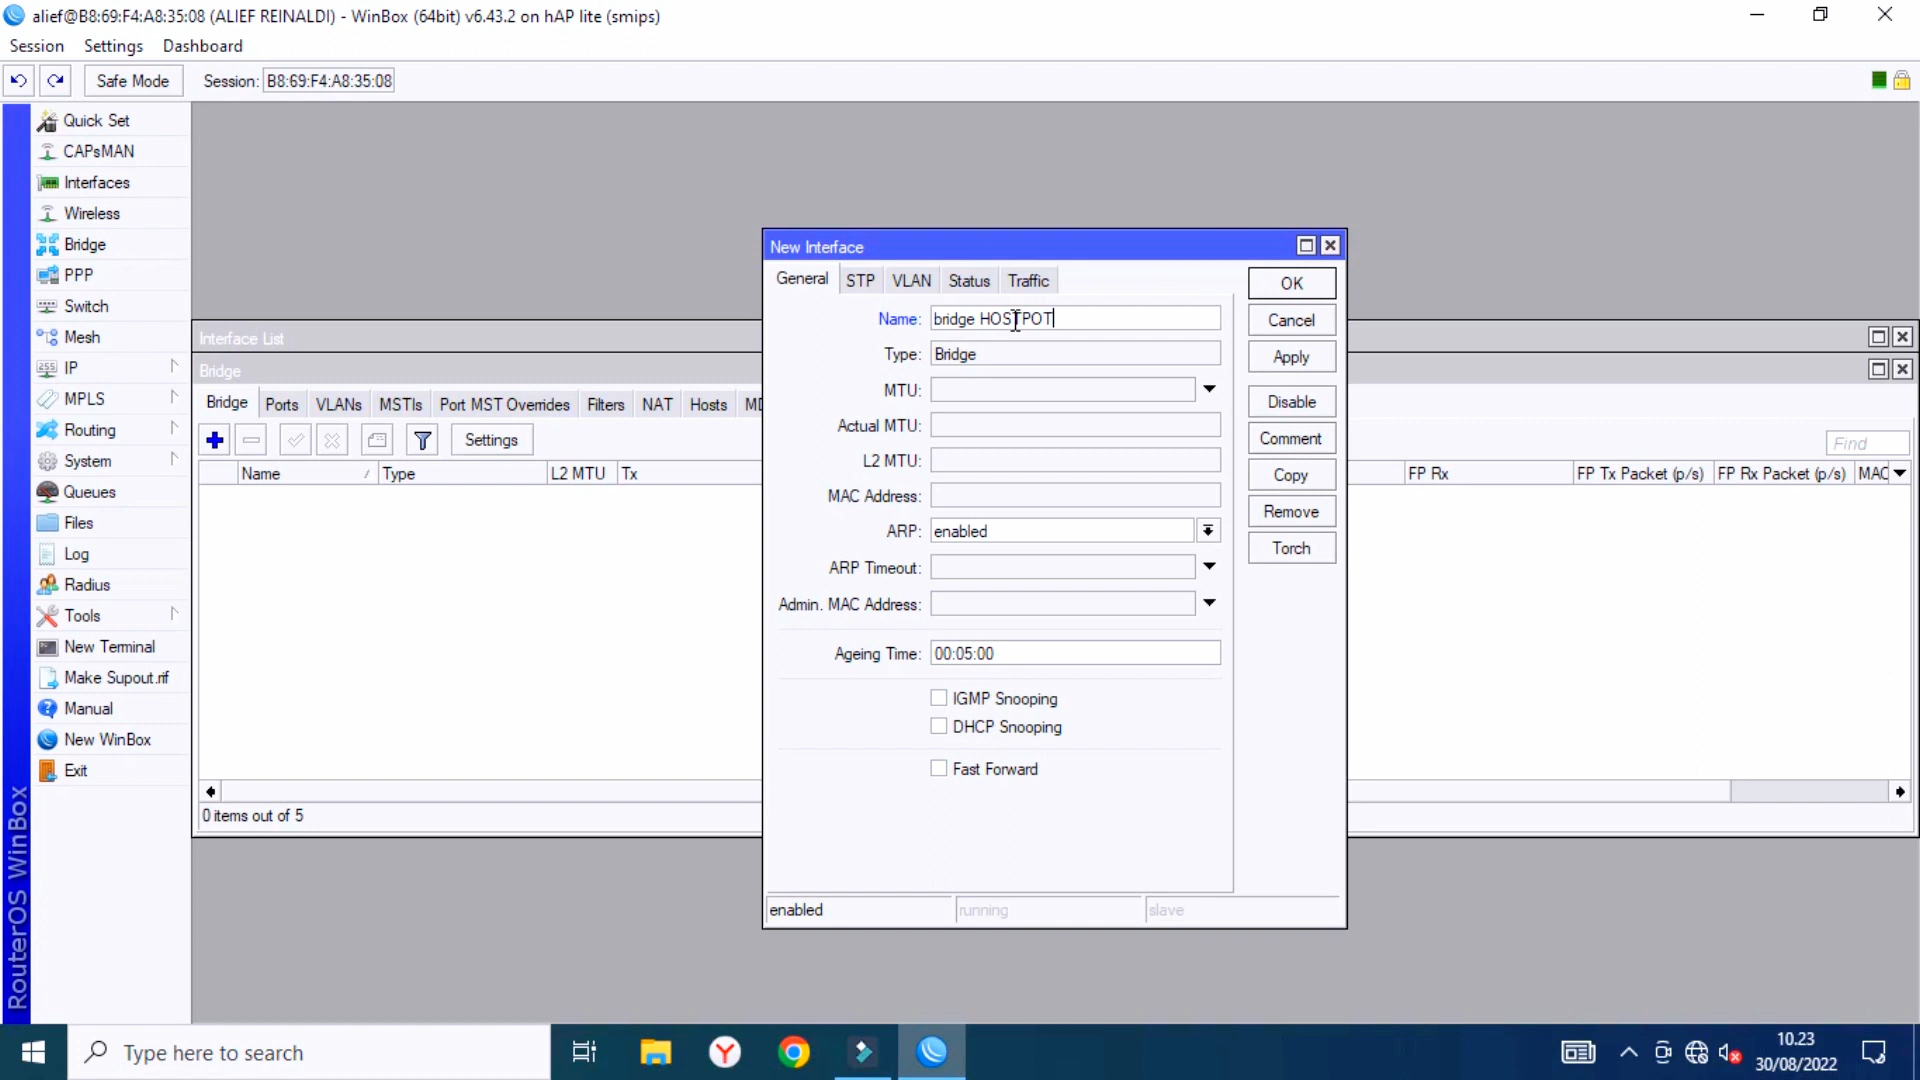 alief@B8:69:F4:A8:35:08 (ALIEF REINALDI) - WinBox (64bit) v6.43.2 on hAP lite (smips)
Session Settings Dashboard
Safe Mode Session: B8:69:F4:A8:35:08
Quick Set
CAPsMAN
Interfaces
Wireless
Bridge
PPP
Switch
Mesh
IP
MPLS
Routing
System
Queues
Files
Log
Radius
Tools
New Terminal
Make Supout.rif
Manual
New WinBox
Exit
RouterOS WinBox
Interface List
Bridge
Bridge Ports VLANs MSTIs Port MST Overrides Filters NAT Hosts
Settings
Find
Name Type L2 MTU Tx FP Rx FP Tx Packet (p/s) FP Rx Packet (p/s) MAC
0 items out of 5
New Interface
General STP VLAN Status Traffic
Name: bridge HOSTPOT
Type: Bridge
MTU:
Actual MTU:
L2 MTU:
MAC Address:
ARP: enabled
ARP Timeout:
Admin. MAC Address:
Ageing Time: 00:05:00
IGMP Snooping
DHCP Snooping
Fast Forward
OK
Cancel
Apply
Disable
Comment
Copy
Remove
Torch
enabled running slave
Type here to search
10.23
30/08/2022